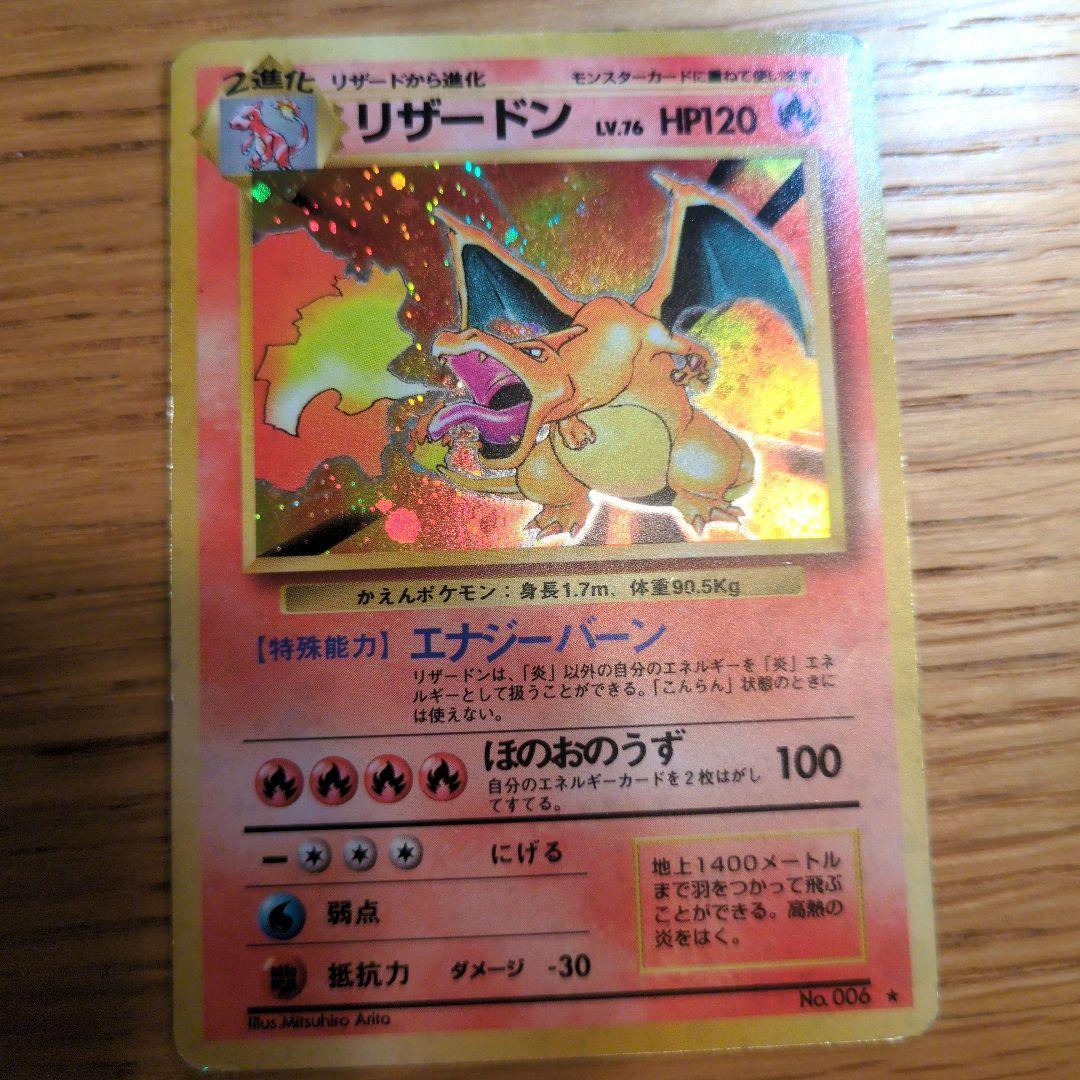 2進化 リザードから進化 モンスターカードに重ねて使います。
リザードン LV.76 HP120
かえんポケモン：身長1.7m、体重90.5Kg
【特殊能力】 エナジーバーン
リザードンは、「炎」以外の自分のエネルギーを「炎」エネ
ルギーとして扱うことができる。「こんらん」状態のときに
は使えない。
ほのおのうず 100
自分のエネルギーカードを2枚はがし
てすてる。
にげる
弱点
抵抗力 ダメージ -30
地上1400メートル
まで羽をつかって飛ぶ
ことができる。高熱の
炎をはく。
No. 006 ★
Illus. Mitsuhiro Arita